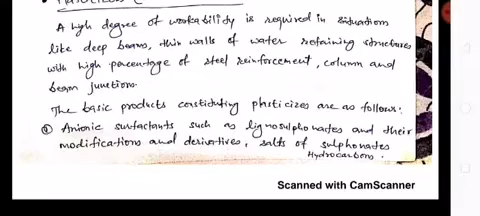 A high degree of workability is required in situations
like deep beams, thin walls of water retaining structures
with high percentage of steel reinforcement, column and
beam junctions.
The basic products constituting plasticizers are as follows:
Anionic surfactants such as lignosulphonates and their
modifications and derivatives, salts of sulphonates
Hydrocarbons.
Scanned with CamScanner